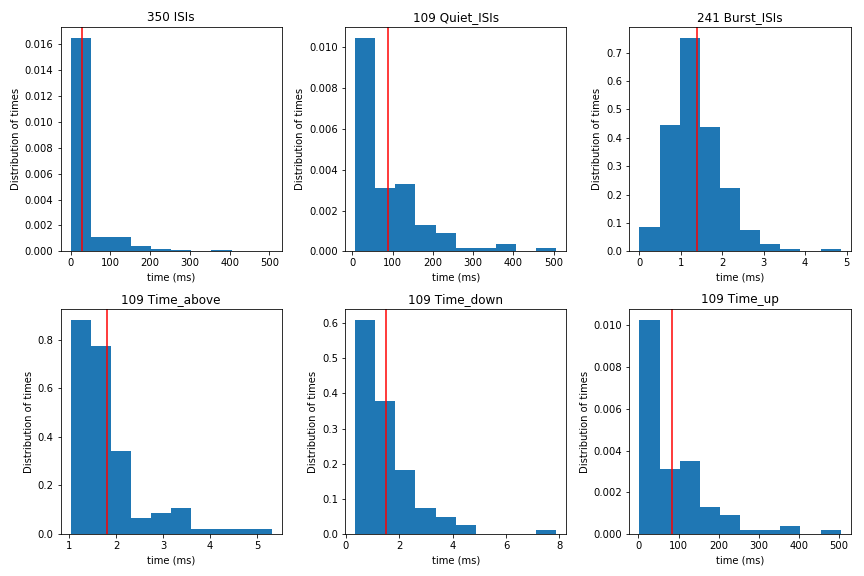 350 ISIs
0.016
0.014
0.012
0.010
0.008
0.006
0.004
0.002
0.000
Distribution of times
0 100 200 300 400 500
time (ms)
109 Quiet_ISIs
0.010
0.008
0.006
0.004
0.002
0.000
Distribution of times
0 100 200 300 400 500
time (ms)
241 Burst_ISIs
0.7
0.6
0.5
0.4
0.3
0.2
0.1
0.0
Distribution of times
0 1 2 3 4 5
time (ms)
109 Time_above
0.8
0.6
0.4
0.2
0.0
Distribution of times
1 2 3 4 5
time (ms)
109 Time_down
0.6
0.5
0.4
0.3
0.2
0.1
0.0
Distribution of times
0 2 4 6 8
time (ms)
109 Time_up
0.010
0.008
0.006
0.004
0.002
0.000
Distribution of times
0 100 200 300 400 500
time (ms)